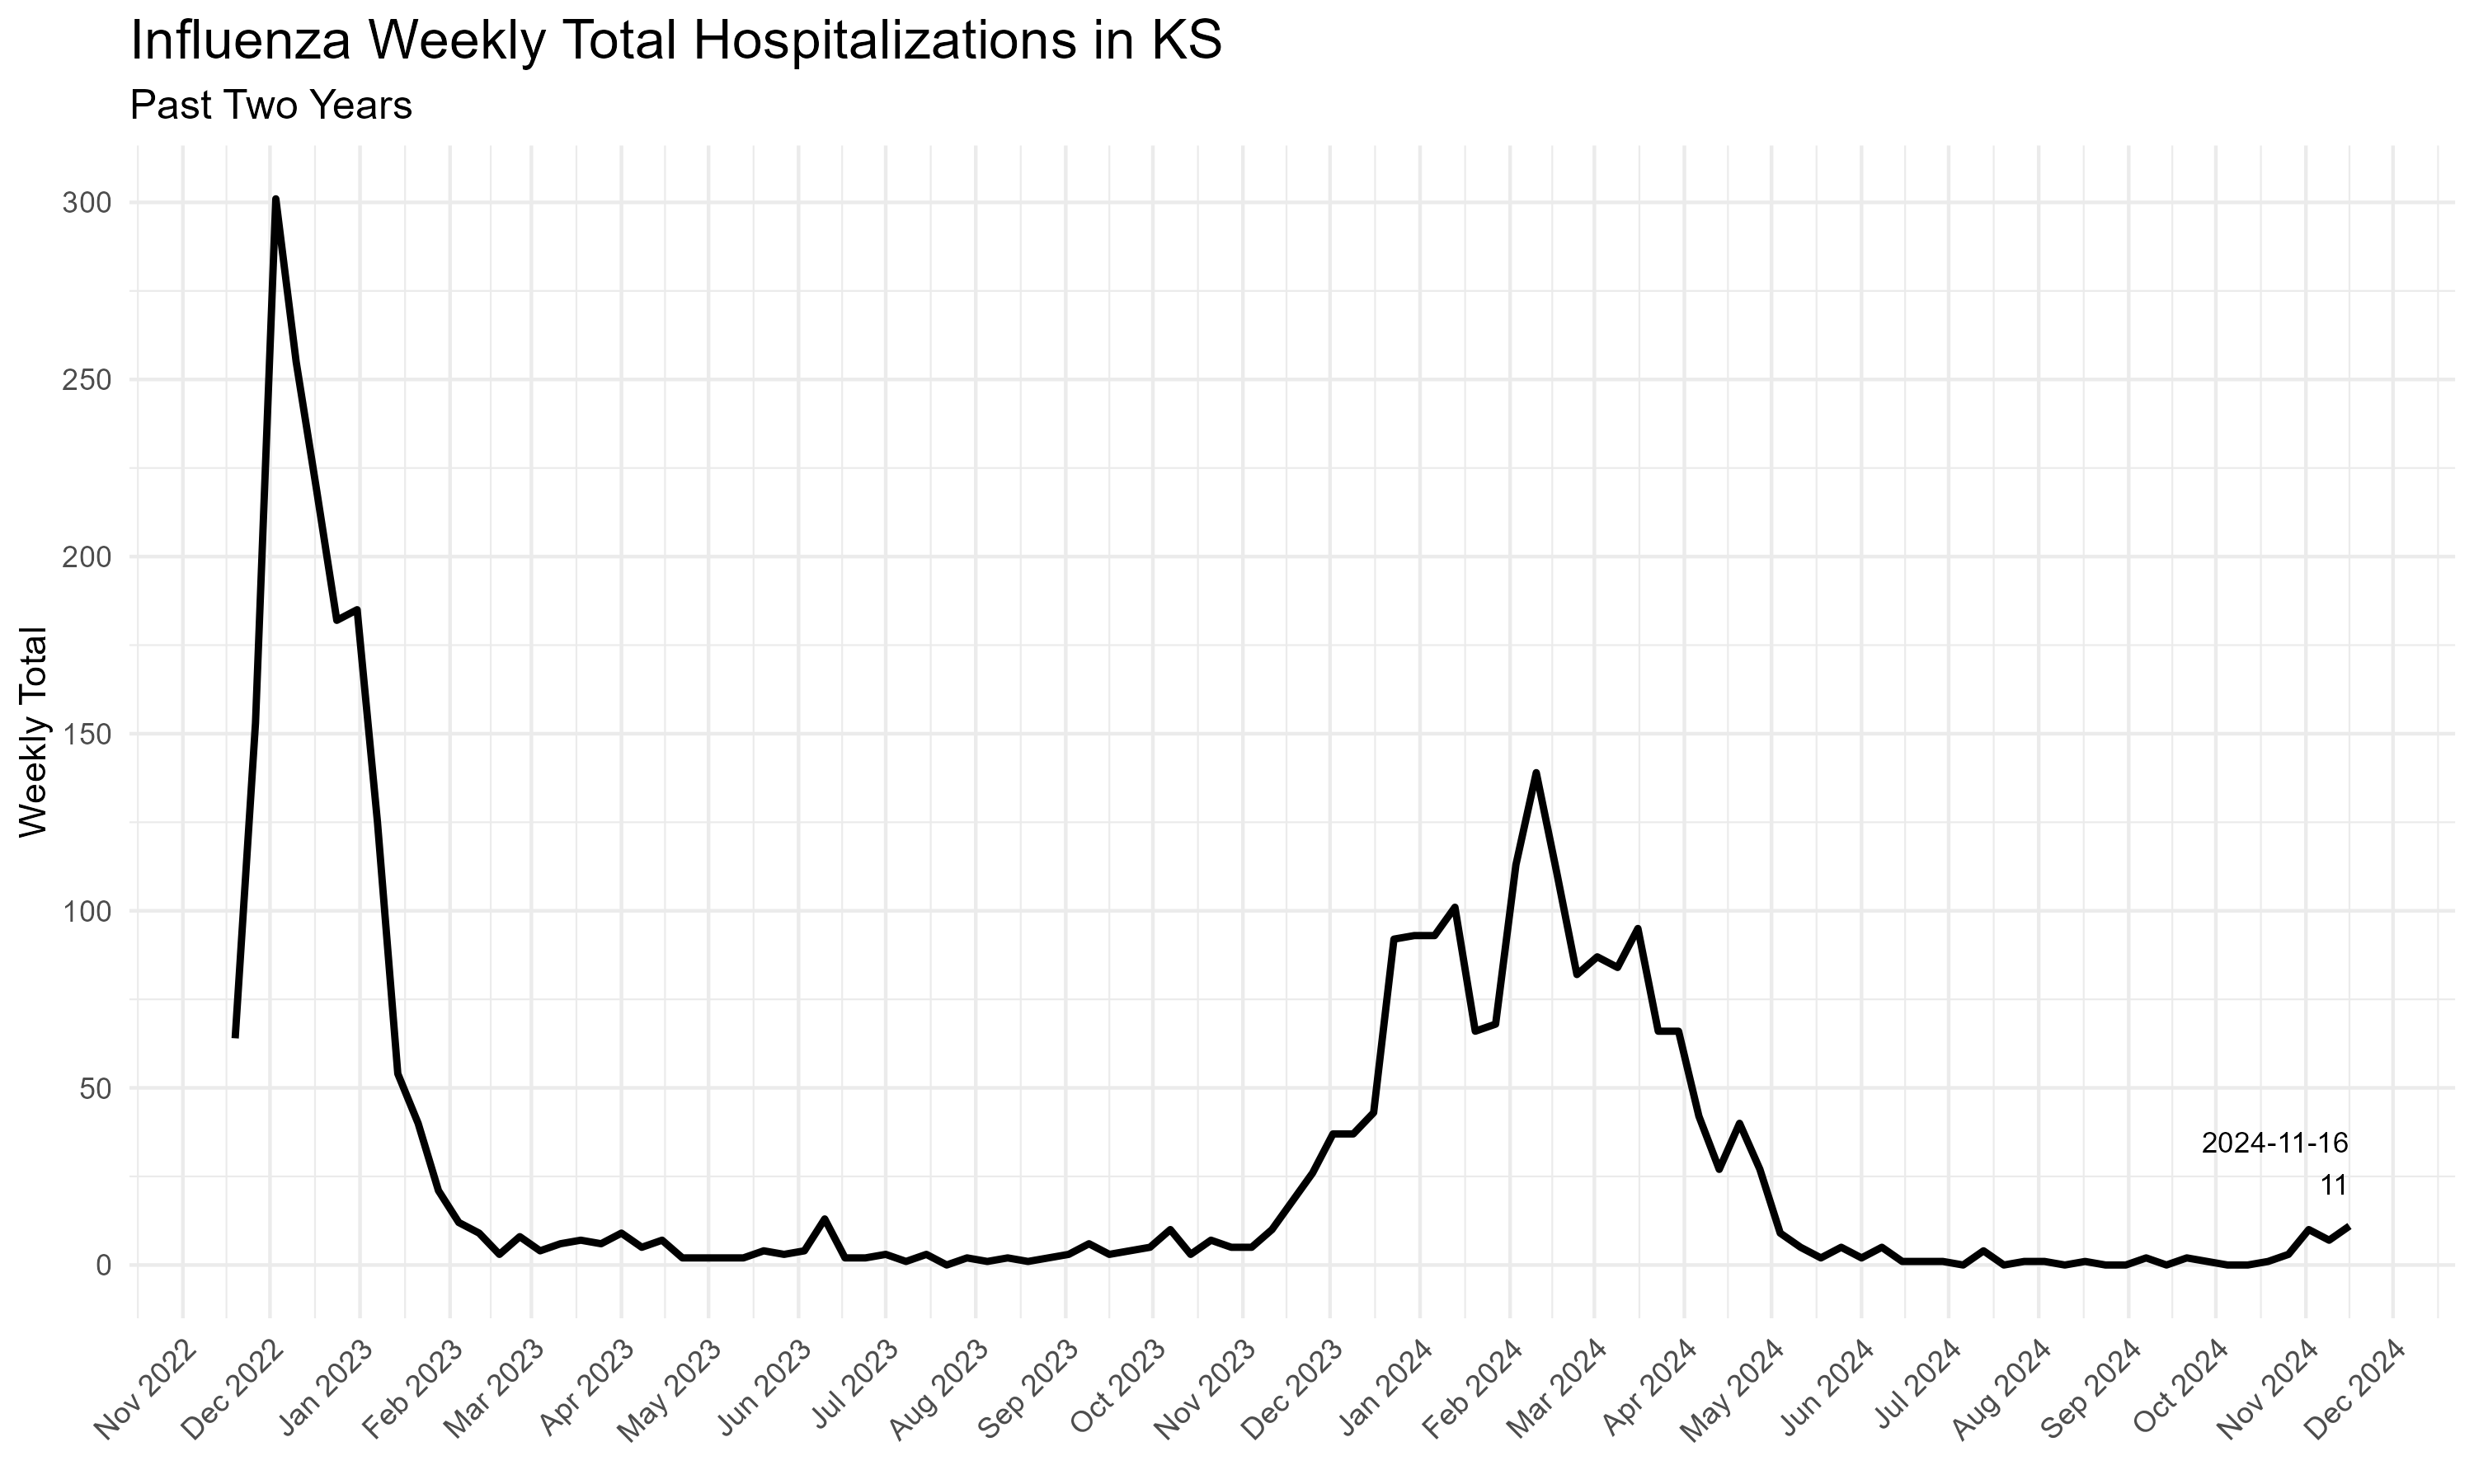 Influenza Weekly Total Hospitalizations in KS
Past Two Years
Weekly Total
300
250
200
150
100
50
0
2024-11-16
11
Nov 2022
Dec 2022
Jan 2023
Feb 2023
Mar 2023
Apr 2023
May 2023
Jun 2023
Jul 2023
Aug 2023
Sep 2023
Oct 2023
Nov 2023
Dec 2023
Jan 2024
Feb 2024
Mar 2024
Apr 2024
May 2024
Jun 2024
Jul 2024
Aug 2024
Sep 2024
Oct 2024
Nov 2024
Dec 2024